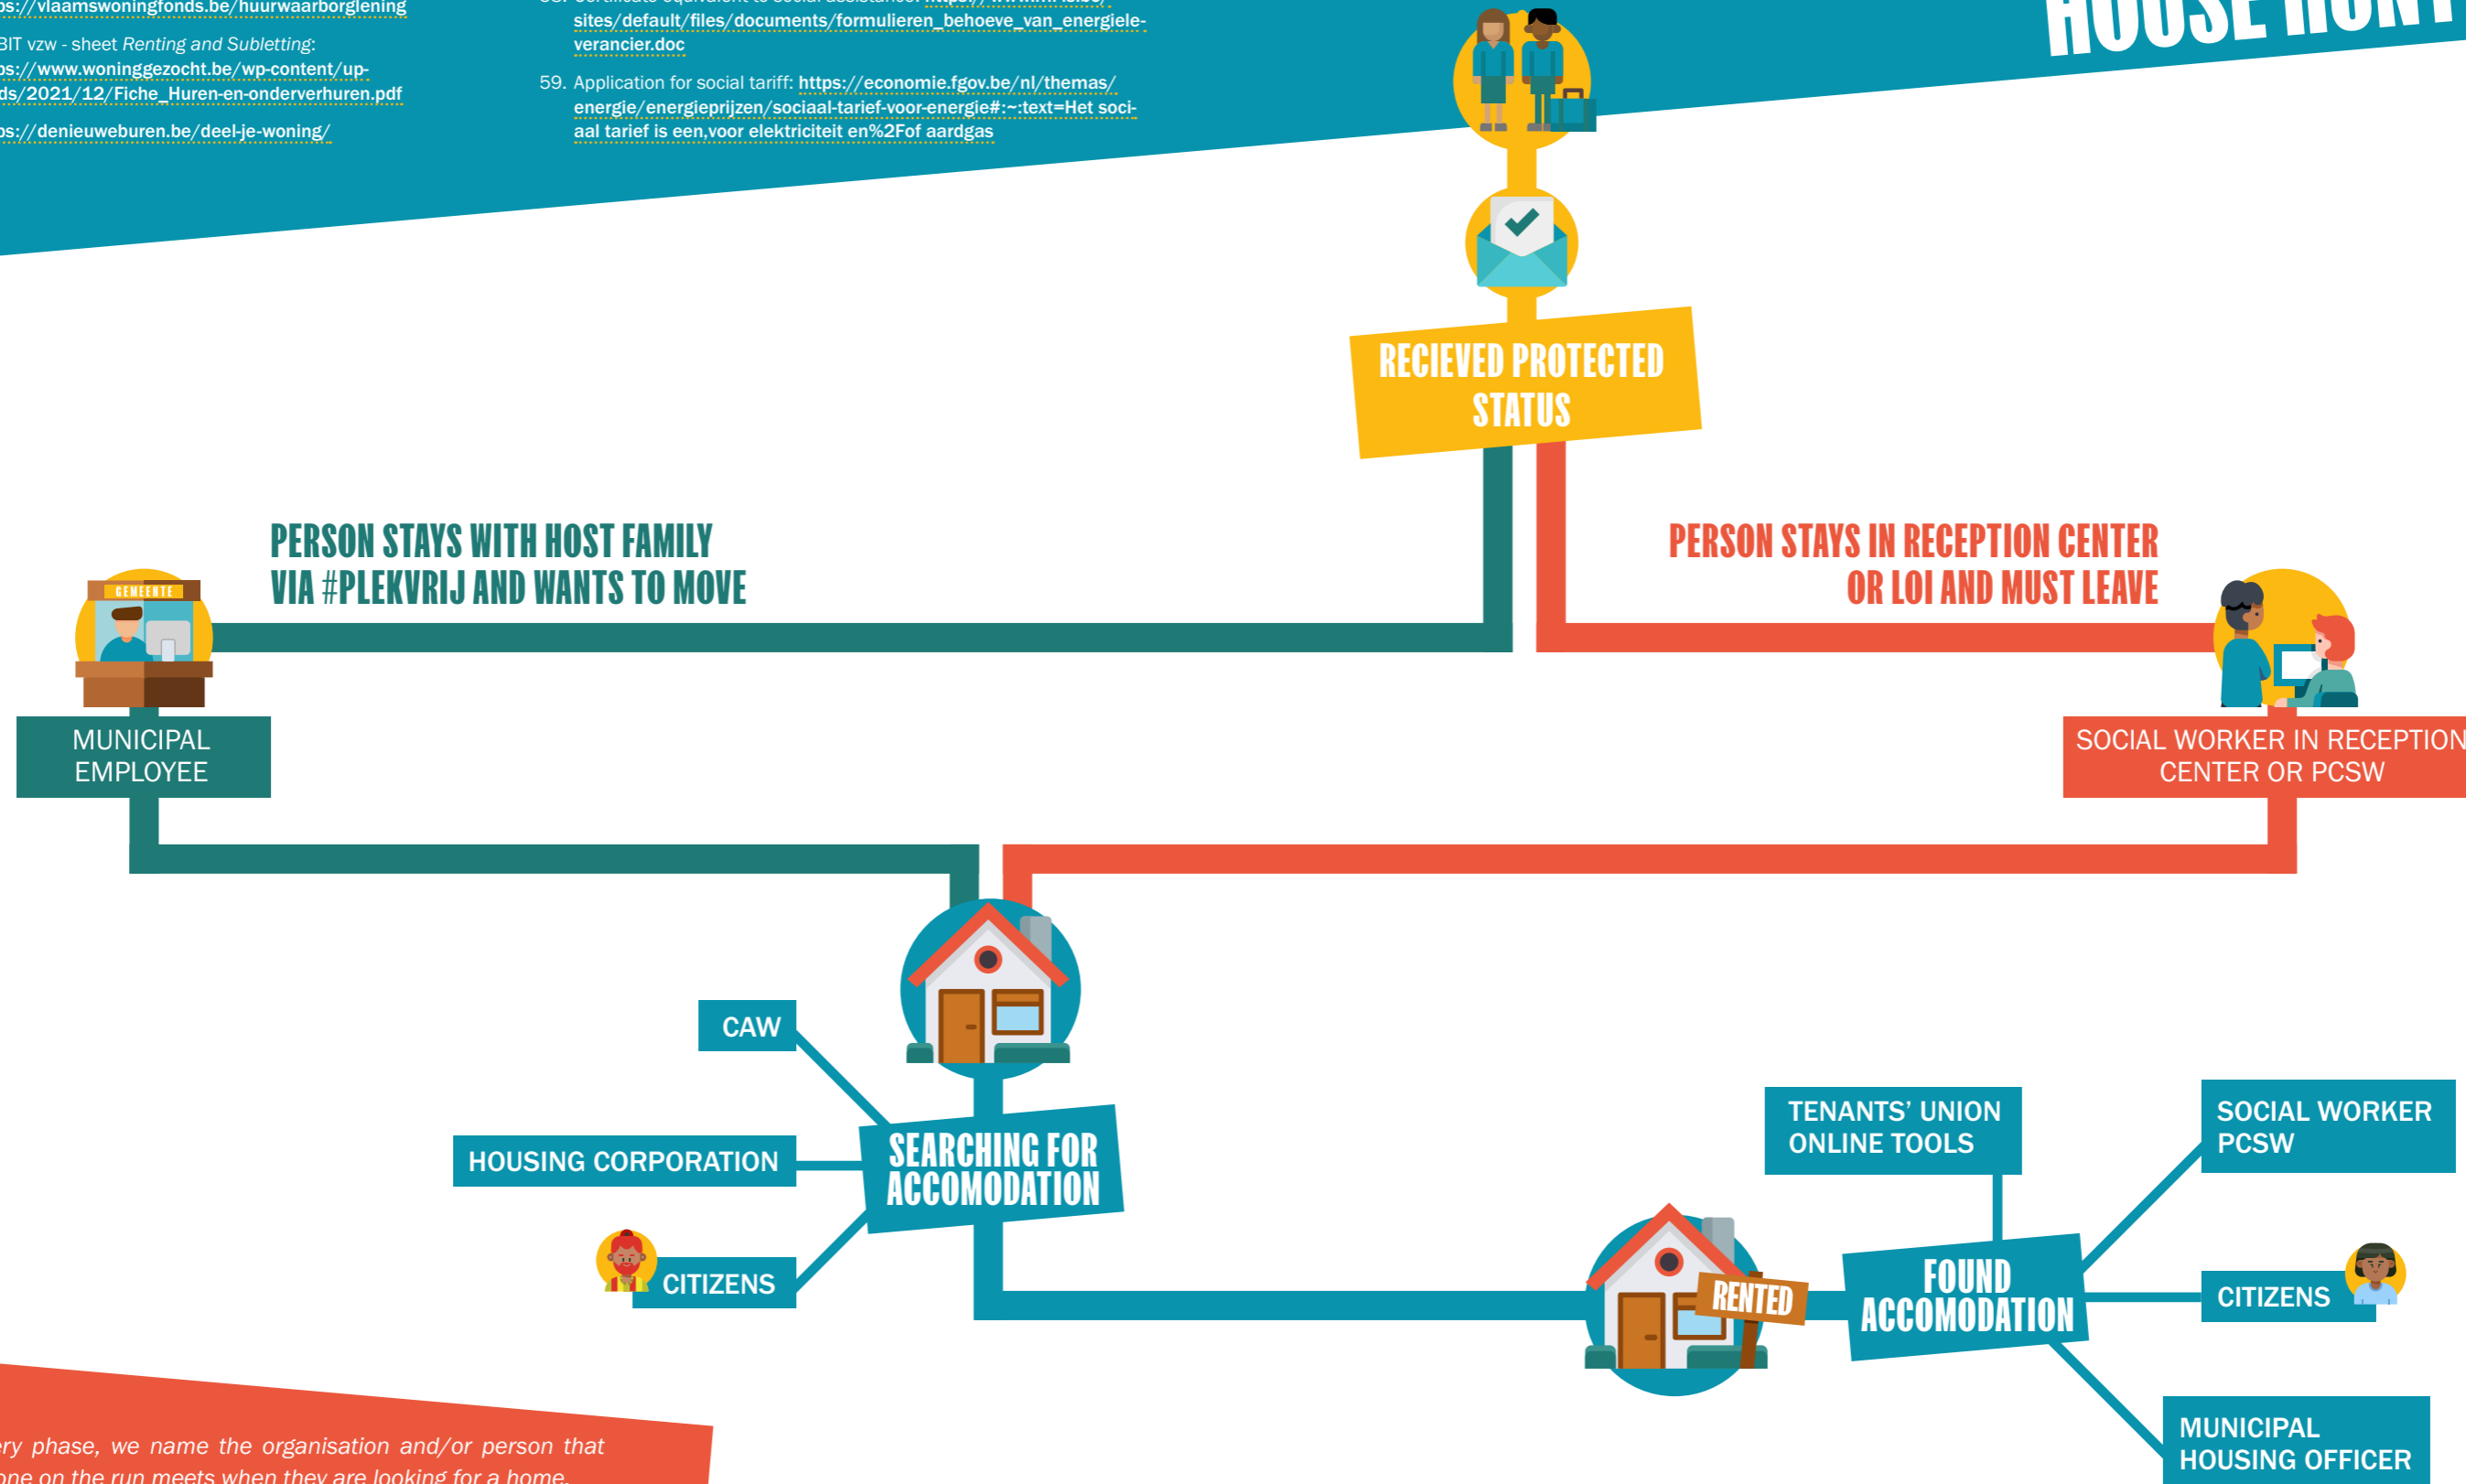 ps://vlaamswoningfonds.be/huurwaarborglening
BIT vzw - sheet Renting and Subletting:
ps://www.woninggezocht.be/wp-content/up-
ds/2021/12/Fiche_Huren-en-onderverhuren.pdf
ps://denieuweburen.be/deel-je-woning/
58. Certificate equivalent to social assistance:
sites/default/files/documents/formulieren_behoeve_van_energiele-
verancier.doc
59. Application for social tariff: https://economie.fgov.be/nl/themas/
energie/energieprijzen/sociaal-tarief-voor-energie#:~:text=Het soci-
aal tarief is een,voor elektriciteit en%2Fof aardgas
HOUSE HUNT
RECIEVED PROTECTED
STATUS
PERSON STAYS WITH HOST FAMILY
VIA #PLEKVRIJ AND WANTS TO MOVE
PERSON STAYS IN RECEPTION CENTER
OR LOI AND MUST LEAVE
GEMEENTE
MUNICIPAL
EMPLOYEE
SOCIAL WORKER IN RECEPTION
CENTER OR PCSW
CAW
HOUSING CORPORATION
CITIZENS
SEARCHING FOR
ACCOMODATION
TENANTS' UNION
ONLINE TOOLS
SOCIAL WORKER
PCSW
RENTED
FOUND
ACCOMODATION
CITIZENS
MUNICIPAL
HOUSING OFFICER
ery phase, we name the organisation and/or person that
one on the run meets when they are looking for a home.